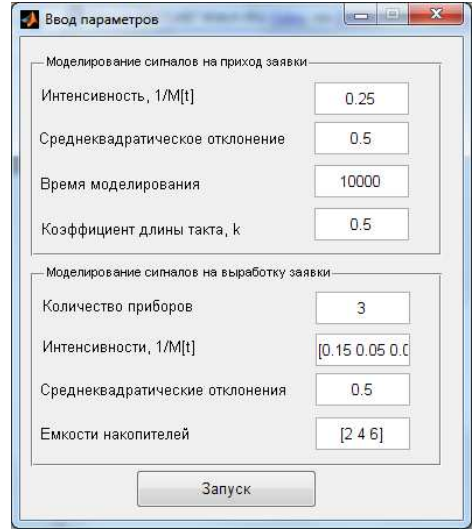 Ввод параметров
Моделирование сигналов на приход заявки
Интенсивность, 1/M[t] 0.25
Среднеквадратическое отклонение 0.5
Время моделирования 10000
Коэффициент длины такта, k 0.5
Моделирование сигналов на выработку заявки
Количество приборов 3
Интенсивности, 1/M[t] [0.15 0.05 0.0
Среднеквадратические отклонения 0.5
Емкости накопителей [2 4 6]
Запуск